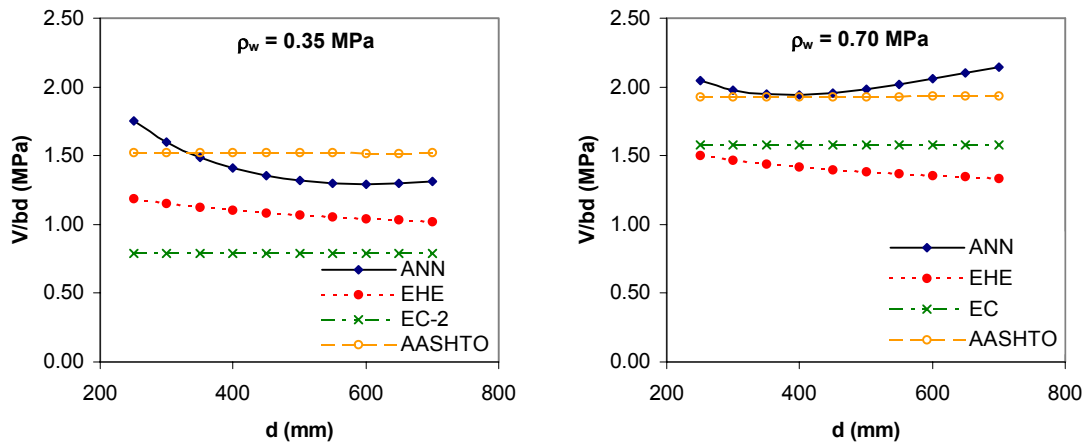 ρw = 0.35 MPa
2.50
2.00
1.50
1.00
0.50
0.00
V/bd (MPa)
200
400
600
800
d (mm)
ANN
EHE
EC-2
AASHTO
ρw = 0.70 MPa
2.50
2.00
1.50
1.00
0.50
0.00
V/bd (MPa)
200
400
600
800
d (mm)
ANN
EHE
EC
AASHTO